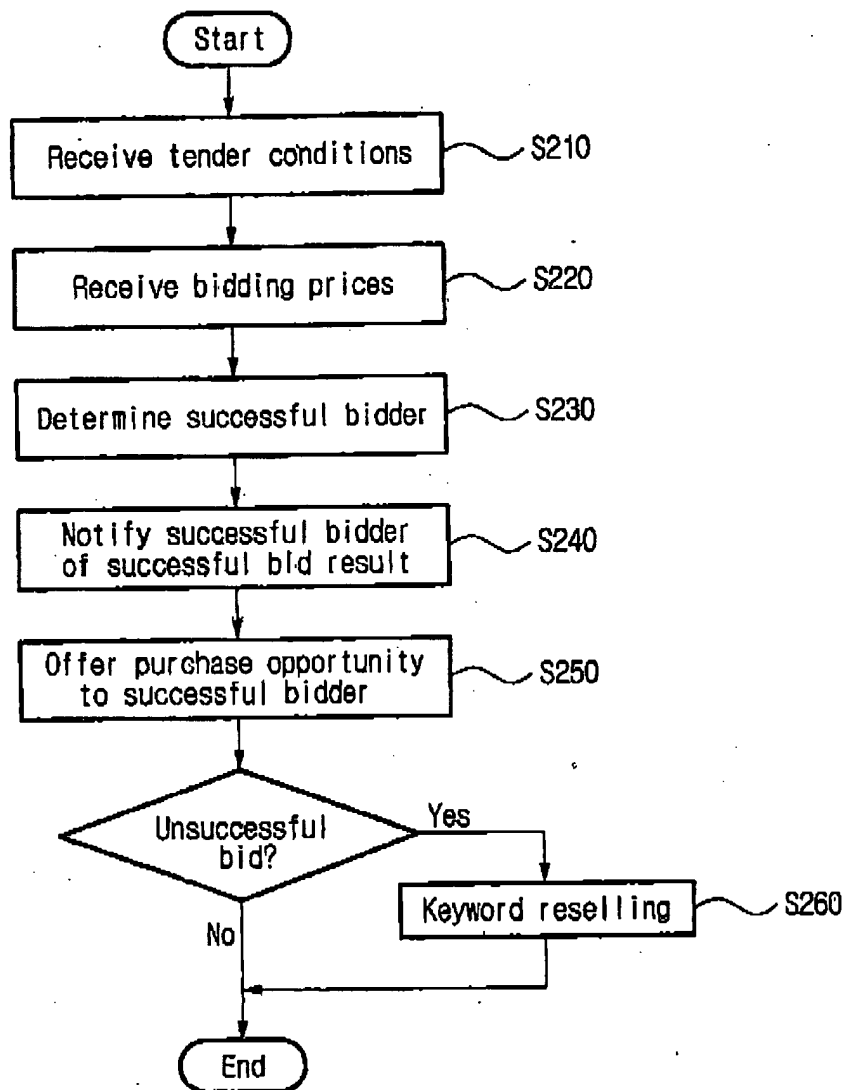 Start
Receive tender conditions
S210
Receive bidding prices
S220
Determine successful bidder
S230
Notify successful bidder
of successful bid result
S240
Offer purchase opportunity
to successful bidder
S250
Unsuccessful
bid?
Yes
Keyword reselling
S260
No
End